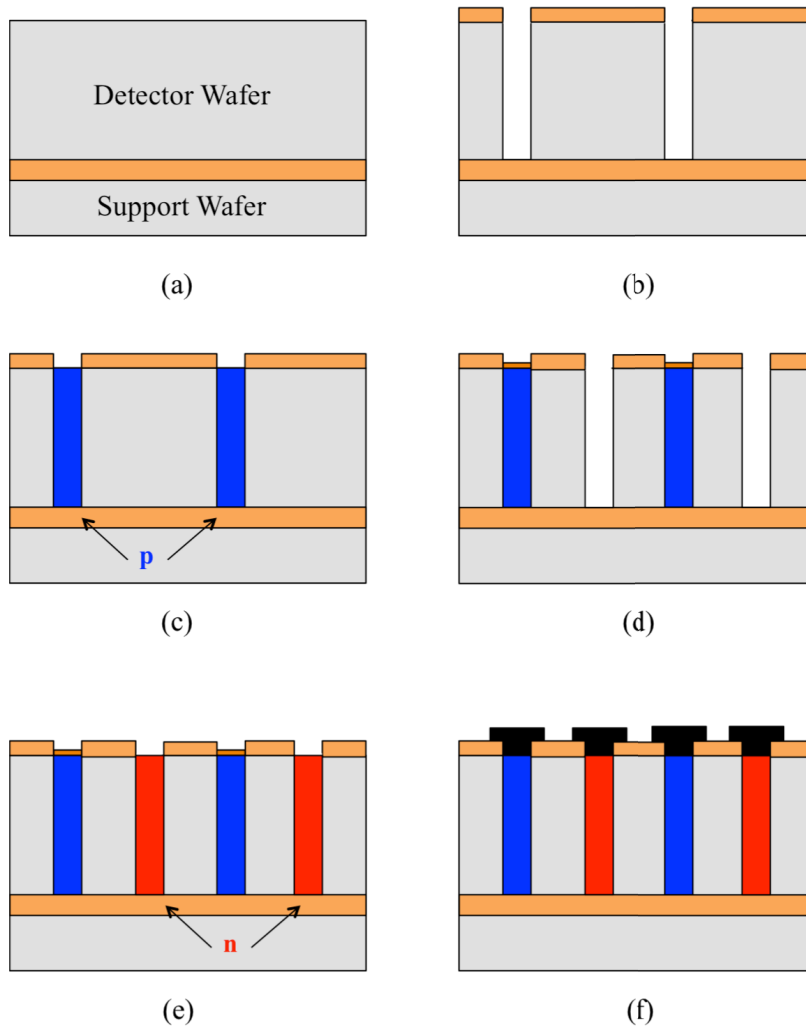 Detector Wafer
Support Wafer
(a)
(b)
p
(c)
(d)
n
(e)
(f)